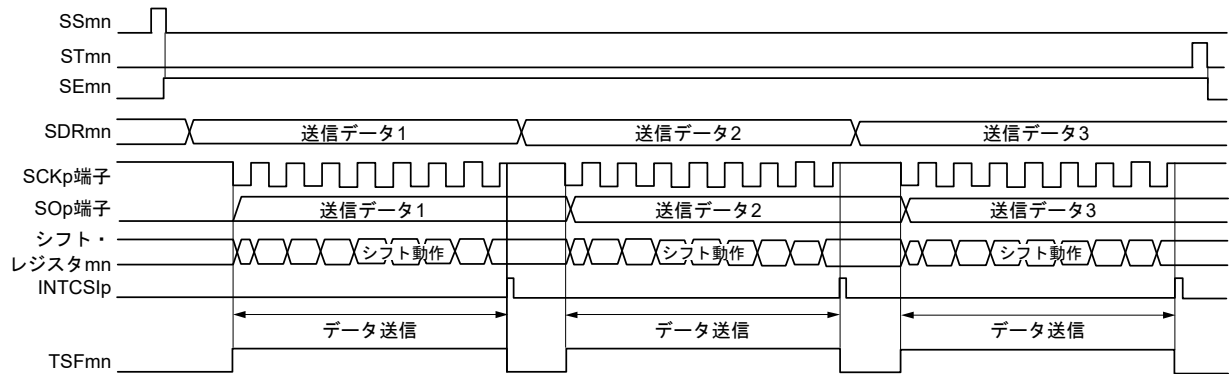 SSmn
STmn
SEmn
SDRmn 送信データ1 送信データ2 送信データ3
SCKp端子
SOp端子 送信データ1 送信データ2 送信データ3
シフト・
レジスタmn シフト動作 シフト動作 シフト動作
INTCSIp
データ送信 データ送信 データ送信
TSFmn